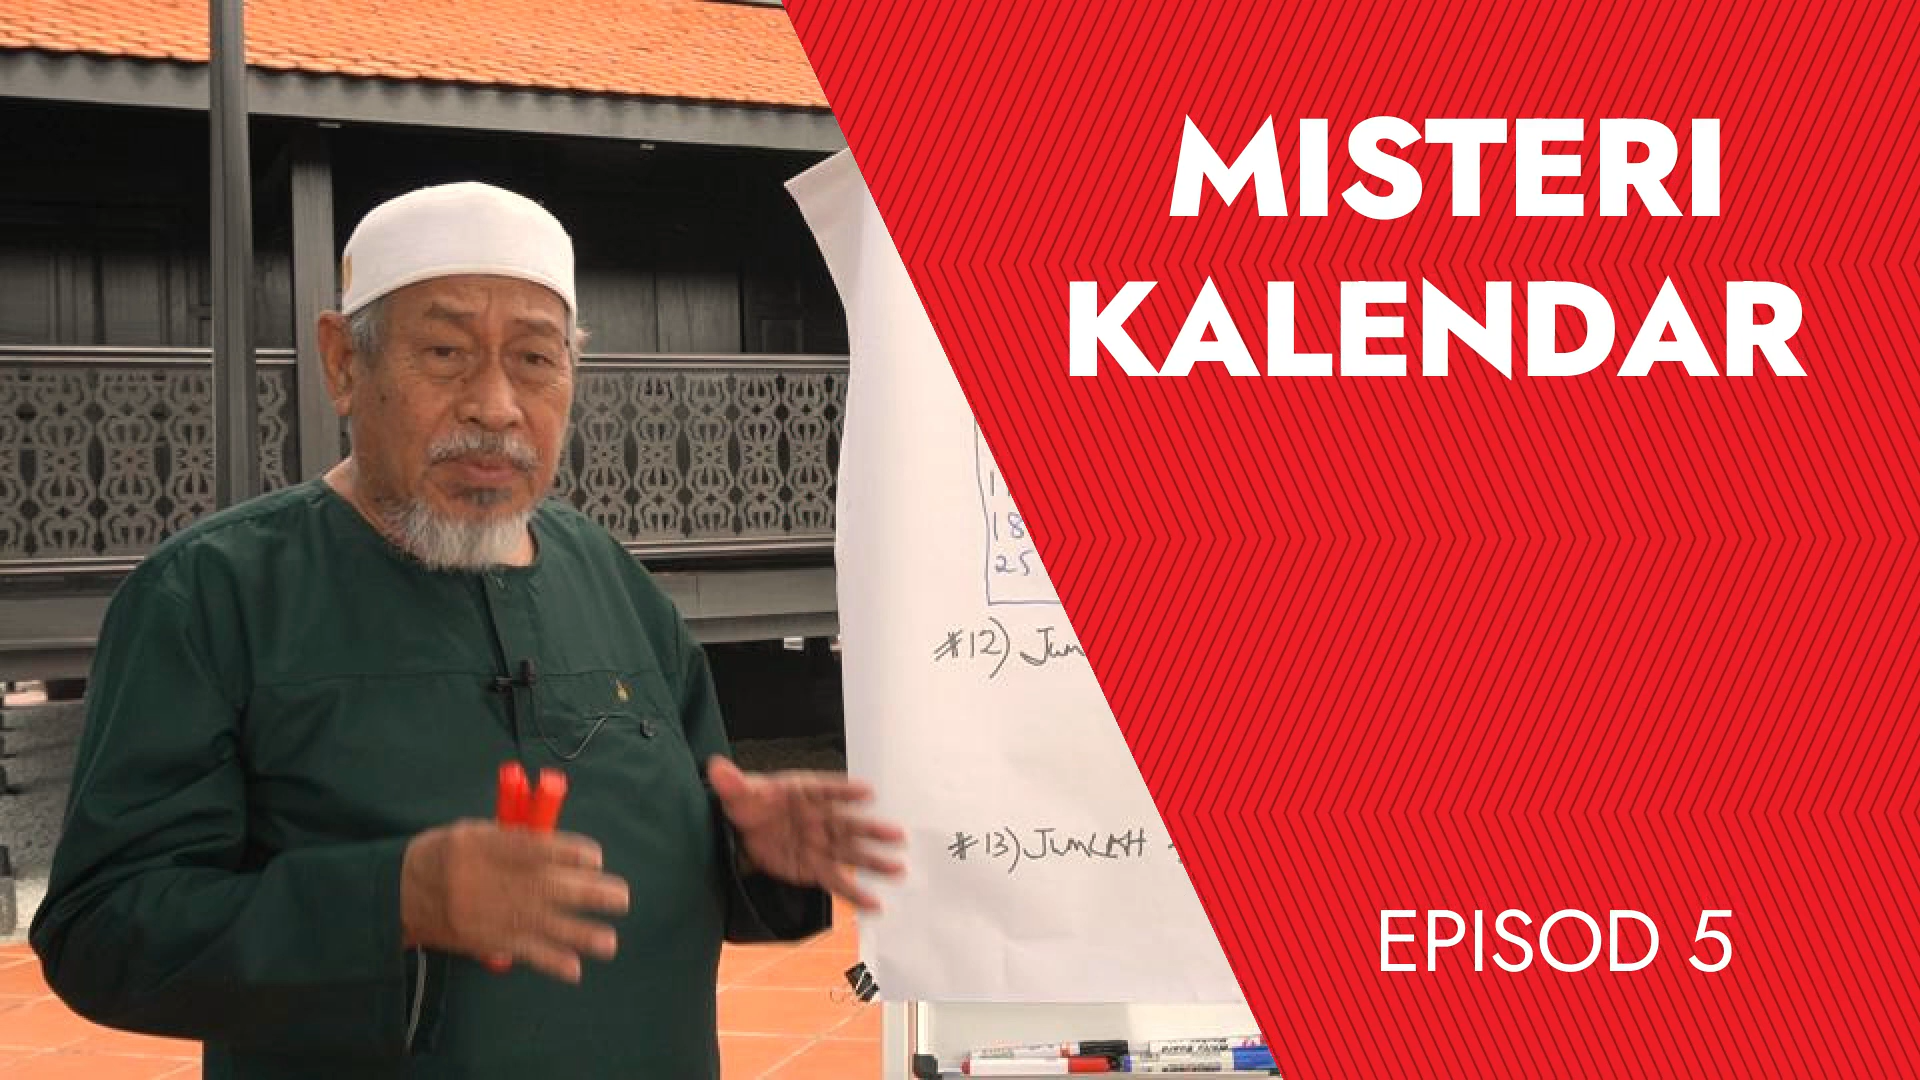 MISTERI
KALENDAR
18
25
#12) Jum
#13) JUMLAH
EPISOD 5